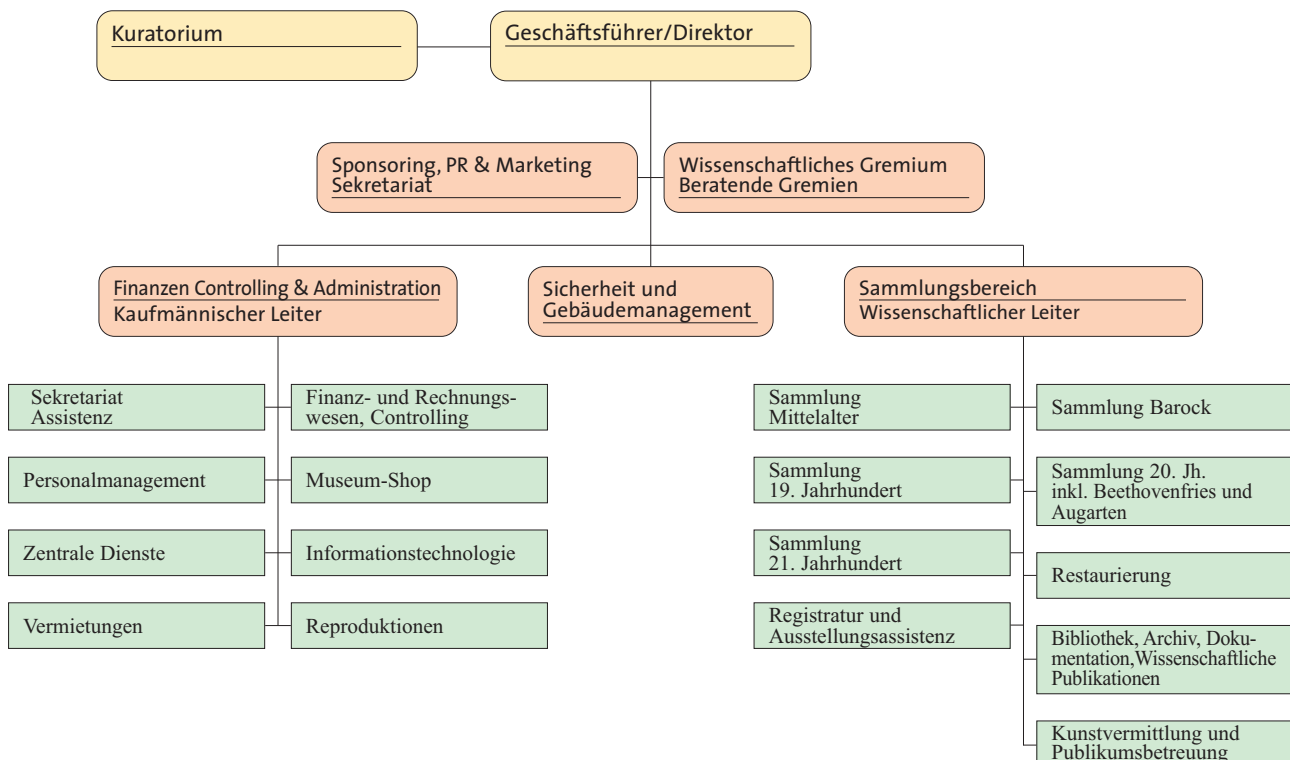 Kuratorium
Geschäftsführer/Direktor
Sponsoring, PR & Marketing
Sekretariat
Wissenschaftliches Gremium
Beratende Gremien
Finanzen Controlling & Administration
Kaufmännischer Leiter
Sicherheit und
Gebäudemanagement
Sammlungsbereich
Wissenschaftlicher Leiter
Sekretariat
Assistenz
Finanz- und Rechnungs-
wesen, Controlling
Personalmanagement
Museum-Shop
Zentrale Dienste
Informationstechnologie
Vermietungen
Reproduktionen
Sammlung
Mittelalter
Sammlung Barock
Sammlung
19. Jahrhundert
Sammlung 20. Jh.
inkl. Beethovenfries und
Augarten
Sammlung
21. Jahrhundert
Restaurierung
Registratur und
Ausstellungsassistenz
Bibliothek, Archiv, Doku-
mentation,Wissenschaftliche
Publikationen
Kunstvermittlung und
Publikumsbetreuung